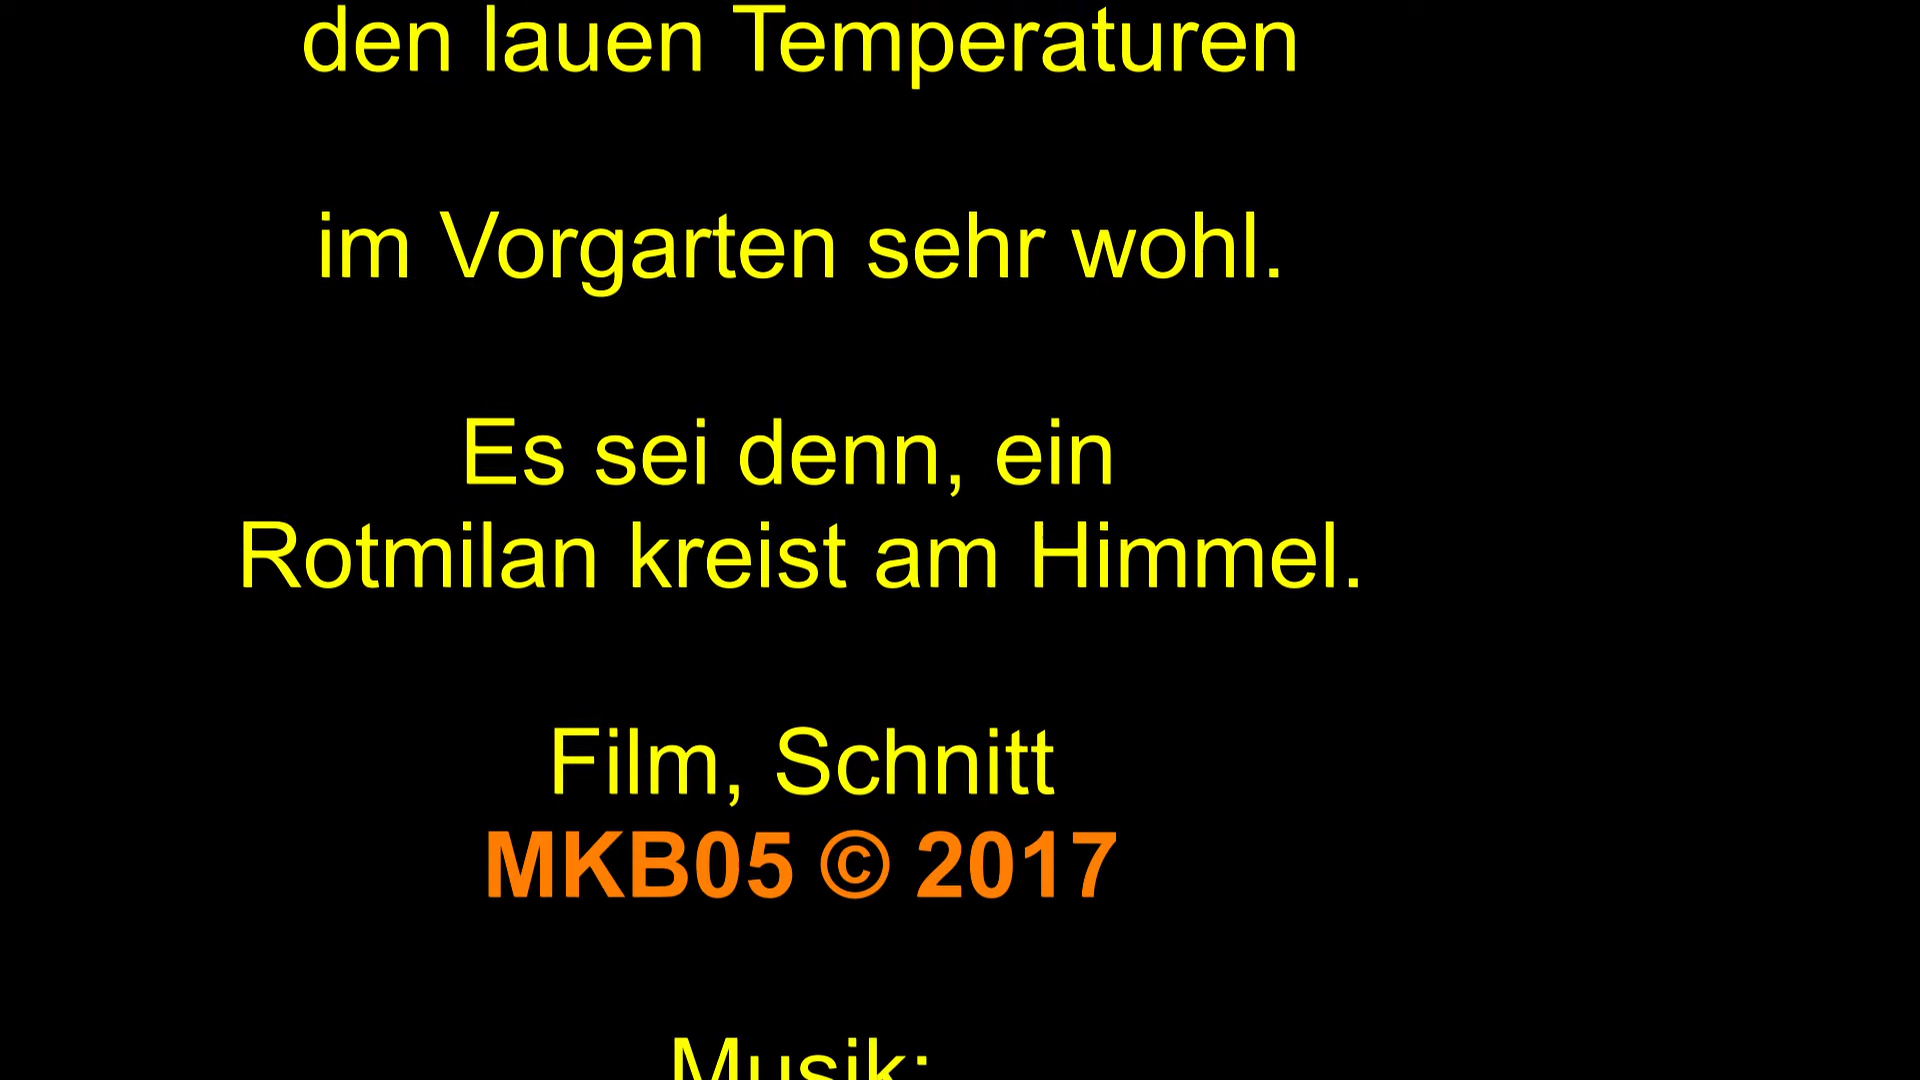 den lauen Temperaturen
im Vorgarten sehr wohl.
Es sei denn, ein
Rotmilan kreist am Himmel.
Film, Schnitt
MKB05 © 2017
Musik: